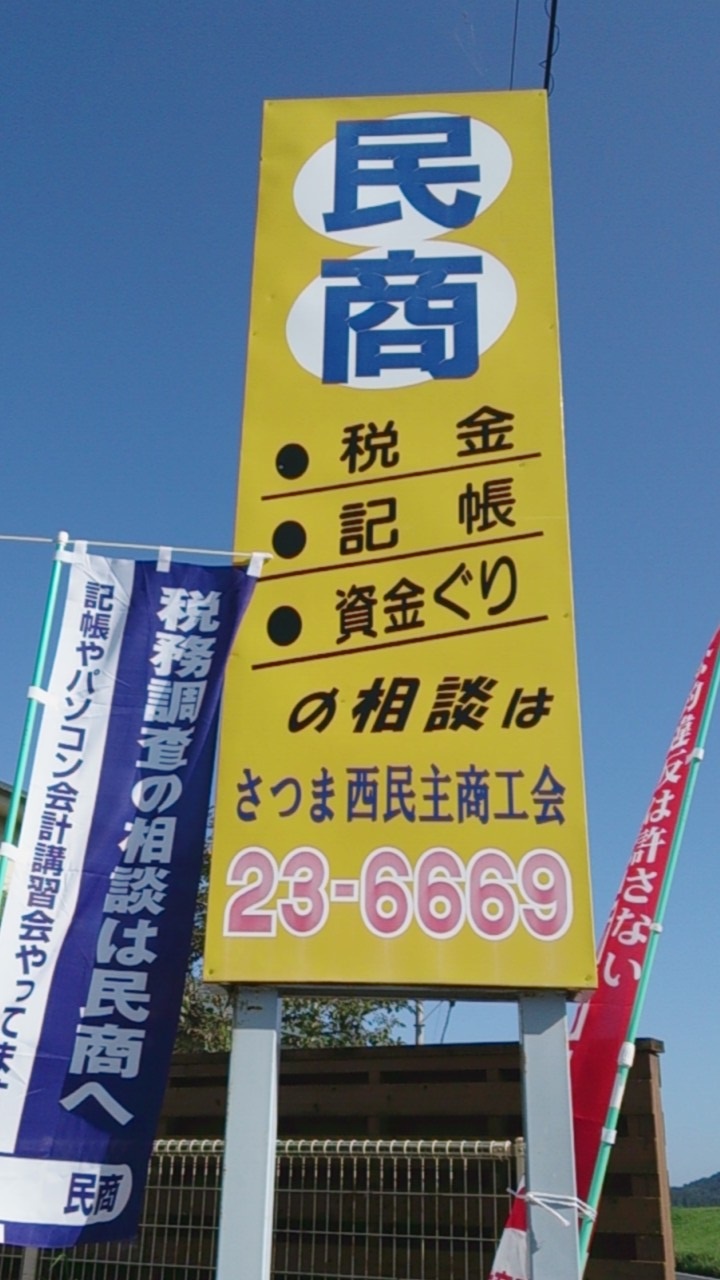 民商
●税金
●記帳
●資金ぐり
の相談は
さつま西民主商工会
23-6669
税務調査の相談は民商へ
記帳やパソコン会計講習会やってま
民商
違反は許さない